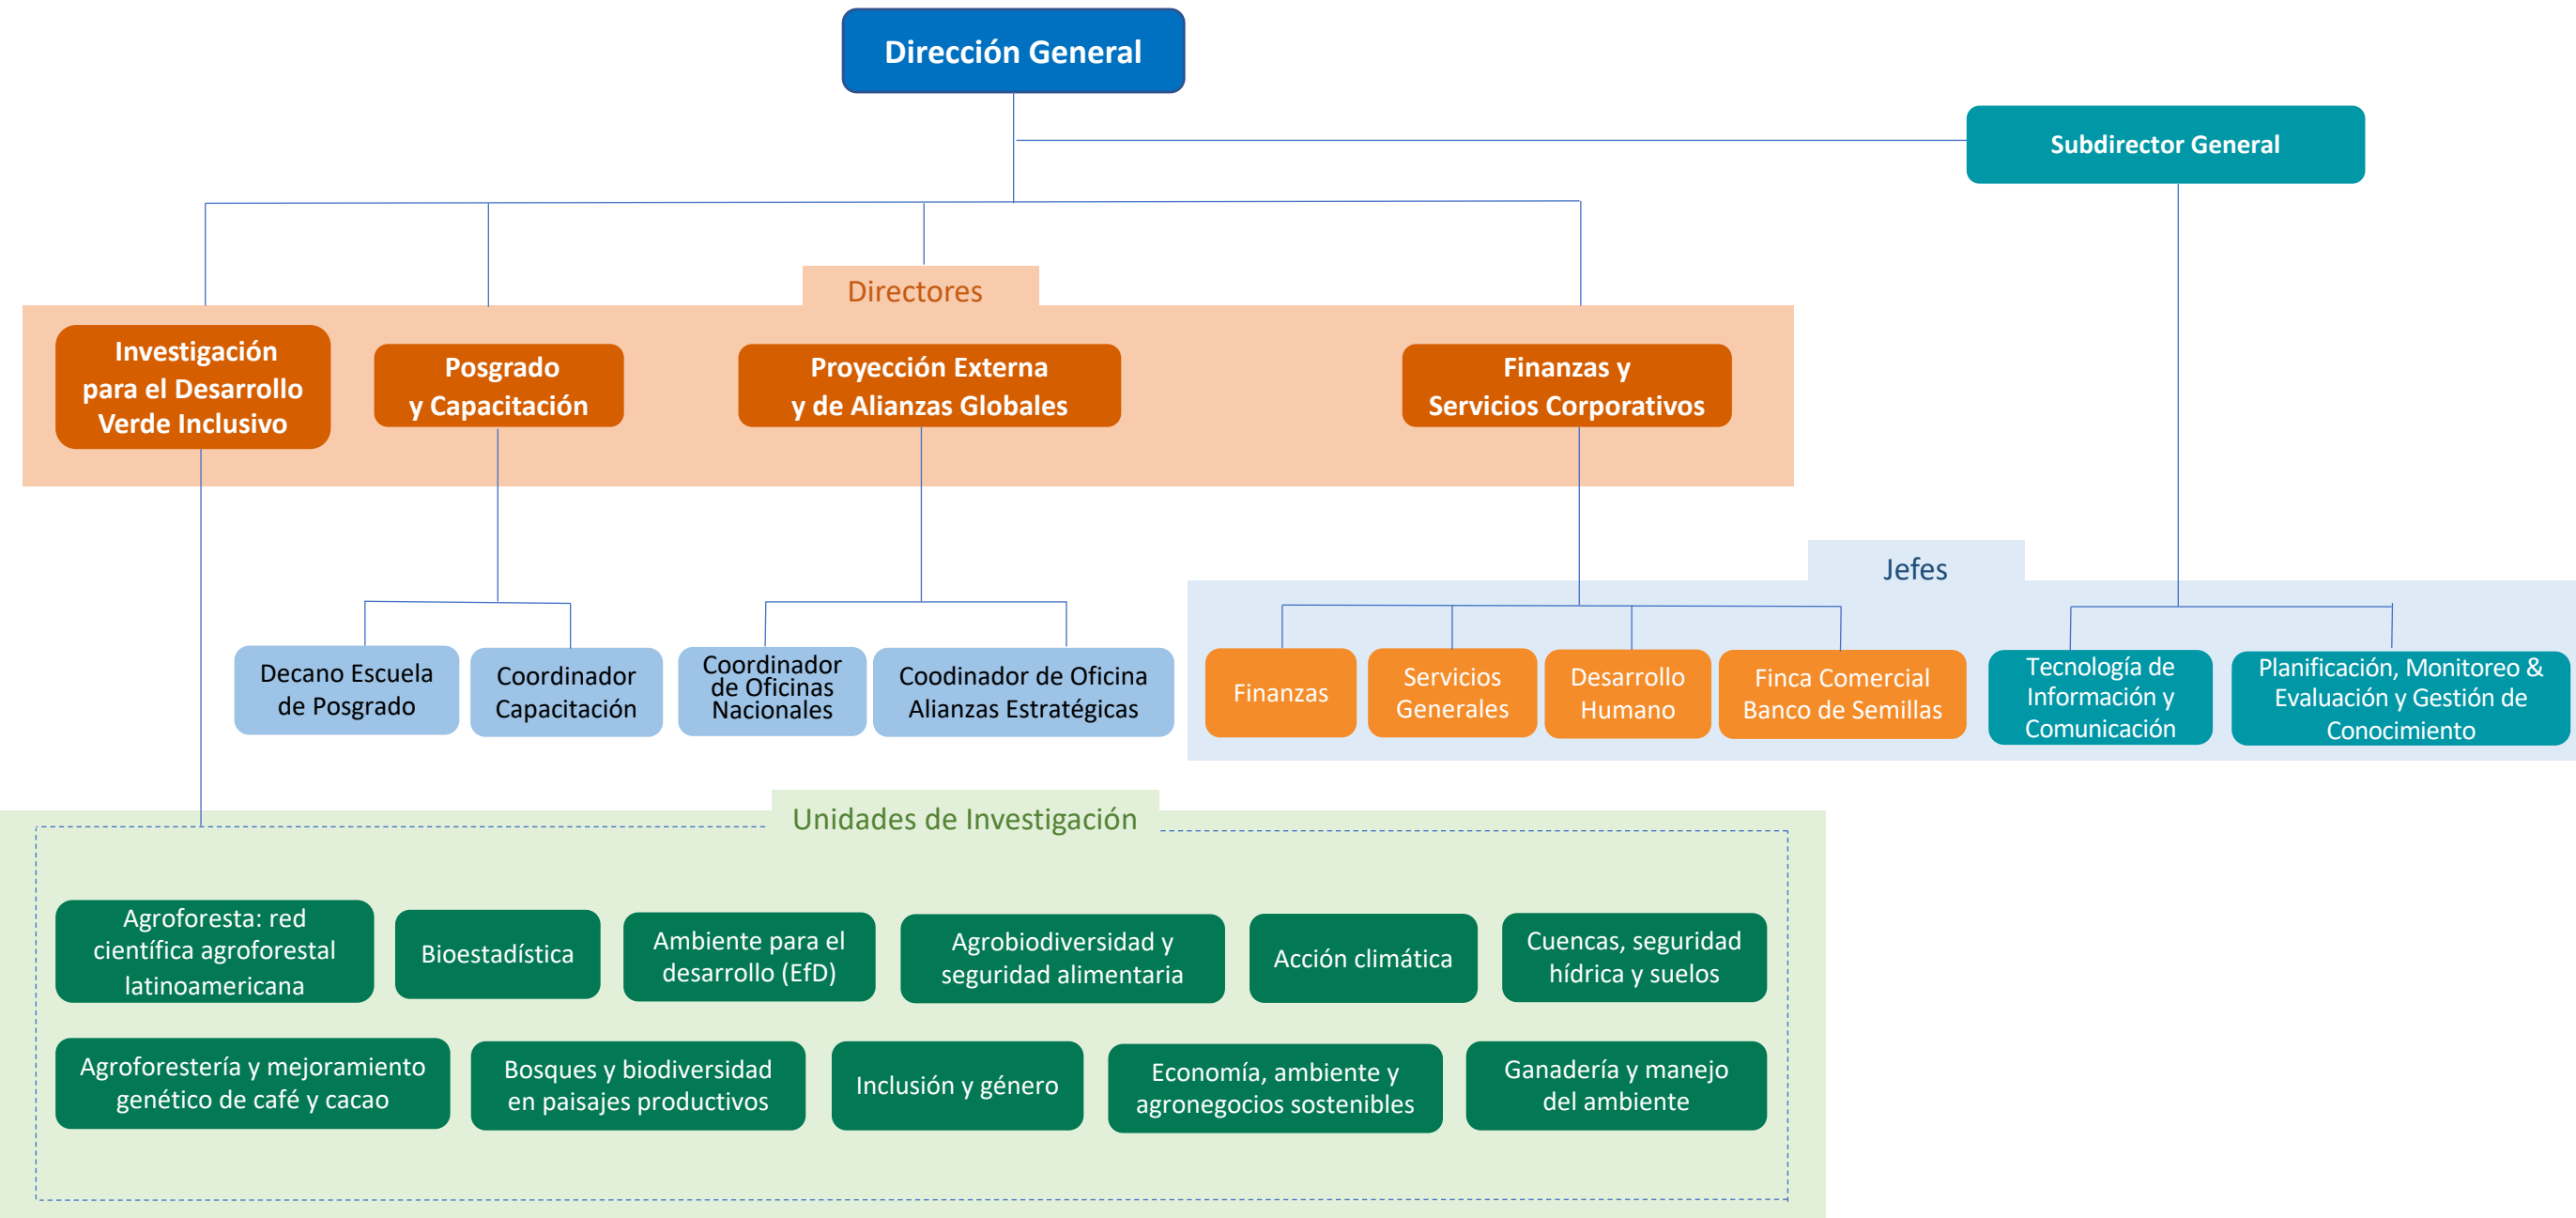 Dirección General
Subdirector General
Directores
Investigación
para el Desarrollo
Verde Inclusivo
Posgrado
y Capacitación
Proyección Externa
y de Alianzas Globales
Finanzas y
Servicios Corporativos
Jefes
Decano Escuela
de Posgrado
Coordinador
Capacitación
Coordinador
de Oficinas
Nacionales
Coodinador de Oficina
Alianzas Estratégicas
Finanzas
Servicios
Generales
Desarrollo
Humano
Finca Comercial
Banco de Semillas
Tecnología de
Información y
Comunicación
Planificación, Monitoreo &
Evaluación y Gestión de
Conocimiento
Unidades de Investigación
Agroforesta: red
científica agroforestal
latinoamericana
Bioestadística
Ambiente para el
desarrollo (EfD)
Agrobiodiversidad y
seguridad alimentaria
Acción climática
Cuencas, seguridad
hídrica y suelos
Agroforestería y mejoramiento
genético de café y cacao
Bosques y biodiversidad
en paisajes productivos
Inclusión y género
Economía, ambiente y
agronegocios sostenibles
Ganadería y manejo
del ambiente